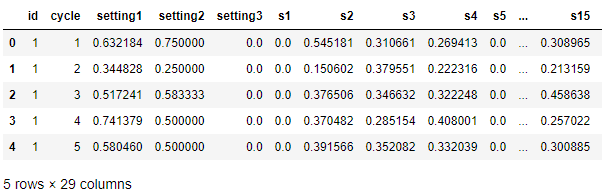 id cycle setting1 setting2 setting3 s1 s2 s3 s4 s5 ... s15
0 1 1 0.632184 0.750000 0.0 0.0 0.545181 0.310661 0.269413 0.0 ... 0.308965
1 1 2 0.344828 0.250000 0.0 0.0 0.150602 0.379551 0.222316 0.0 ... 0.213159
2 1 3 0.517241 0.583333 0.0 0.0 0.376506 0.346632 0.322248 0.0 ... 0.458638
3 1 4 0.741379 0.500000 0.0 0.0 0.370482 0.285154 0.408001 0.0 ... 0.257022
4 1 5 0.580460 0.500000 0.0 0.0 0.391566 0.352082 0.332039 0.0 ... 0.300885
5 rows × 29 columns